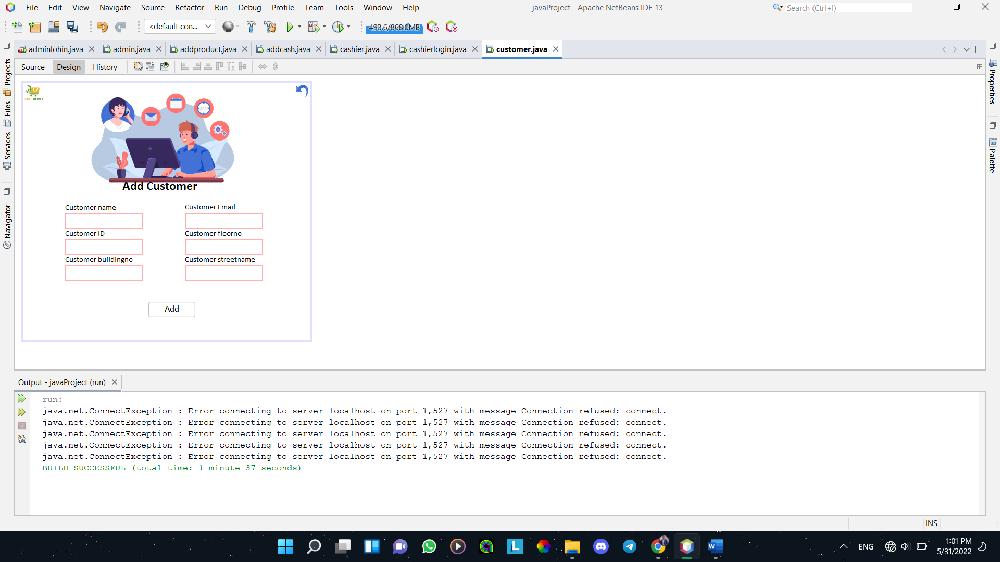 File Edit View Navigate Source Refactor Run Debug Profile Team Tools Window Help
javaProject - Apache NetBeans IDE 13
Search (Ctrl+I)
<default con...
493.6/868.0MB
adminlohin.java
admin.java
addproduct.java
addcash.java
cashier.java
cashierlogin.java
customer.java
Source Design History
Projects
Files
Services
Navigator
Properties
Palette
SUPERMARKET
24/7
Add Customer
Customer name
Customer Email
Customer ID
Customer floorno
Customer buildingno
Customer streetname
Add
Output - javaProject (run)
run:
java.net.ConnectException : Error connecting to server localhost on port 1,527 with message Connection refused: connect.
java.net.ConnectException : Error connecting to server localhost on port 1,527 with message Connection refused: connect.
java.net.ConnectException : Error connecting to server localhost on port 1,527 with message Connection refused: connect.
java.net.ConnectException : Error connecting to server localhost on port 1,527 with message Connection refused: connect.
java.net.ConnectException : Error connecting to server localhost on port 1,527 with message Connection refused: connect.
BUILD SUCCESSFUL (total time: 1 minute 37 seconds)
INS
L
W
ENG
1:01 PM
5/31/2022